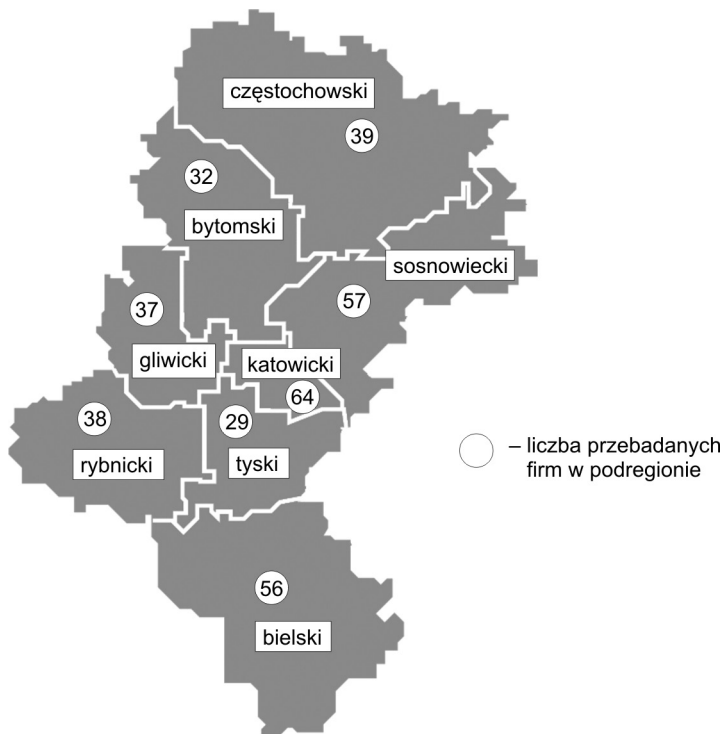 częstochowski
39
32
bytomski
sosnowiecki
57
37
gliwicki
katowicki
64
38
29
rybnicki
tyski
– liczba przebadanych
firm w podregionie
56
bielski